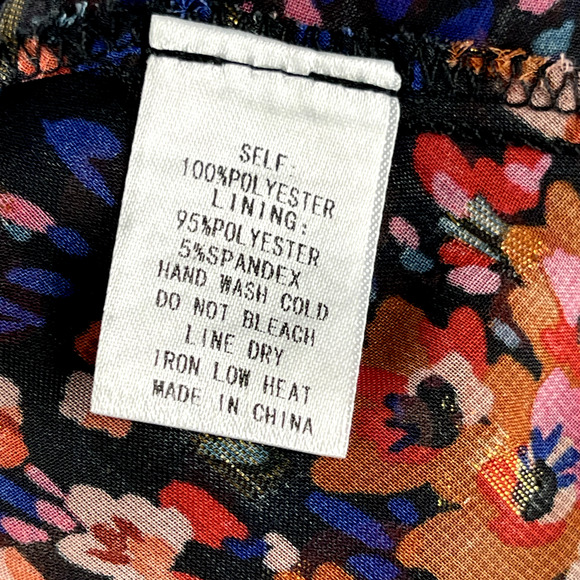 SELF:
100%POLYESTER
LINING:
95%POLYESTER
5%SPANDEX
HAND WASH COLD
DO NOT BLEACH
LINE DRY
IRON LOW HEAT
MADE IN CHINA